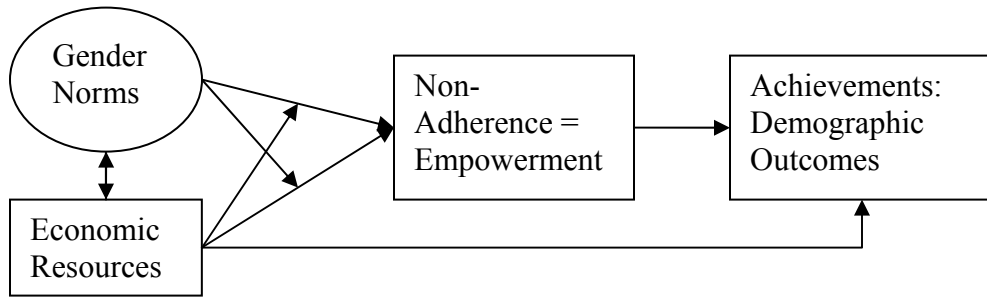 Gender
Norms
Non-
Adherence =
Empowerment
Achievements:
Demographic
Outcomes
Economic
Resources